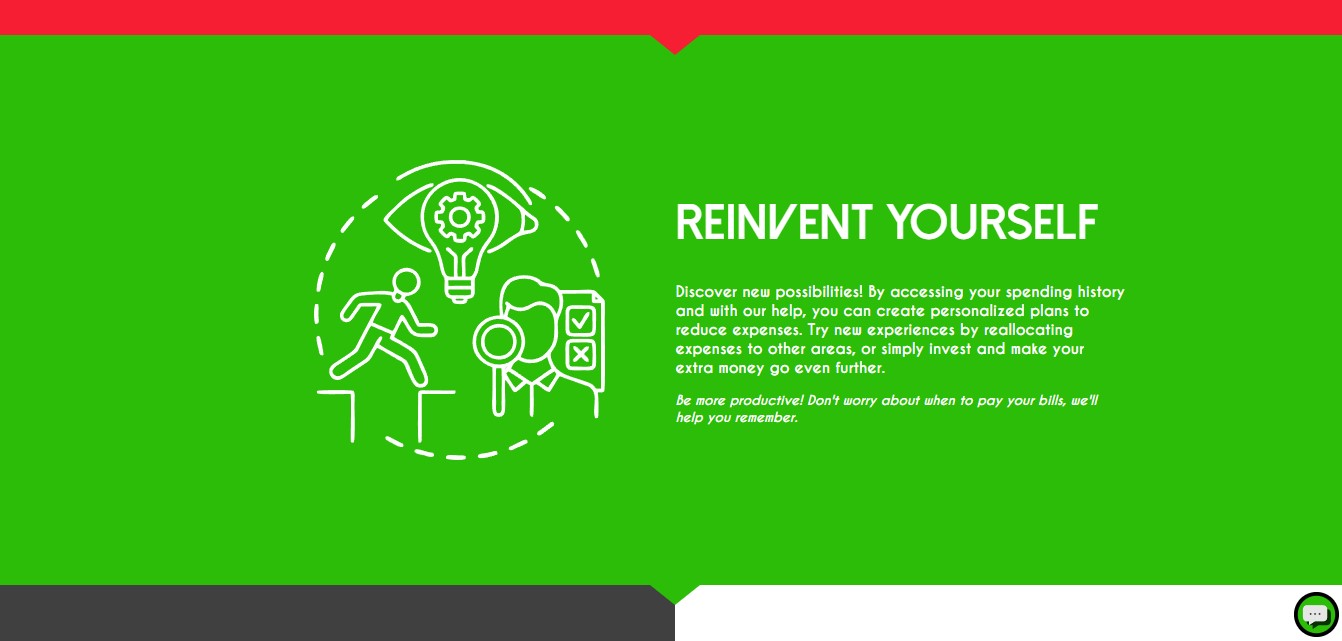 REINVENT YOURSELF
Discover new possibilities! By accessing your spending history
and with our help, you can create personalized plans to
reduce expenses. Try new experiences by reallocating
expenses to other areas, or simply invest and make your
extra money go even further.
Be more productive! Don't worry about when to pay your bills, we'll
help you remember.